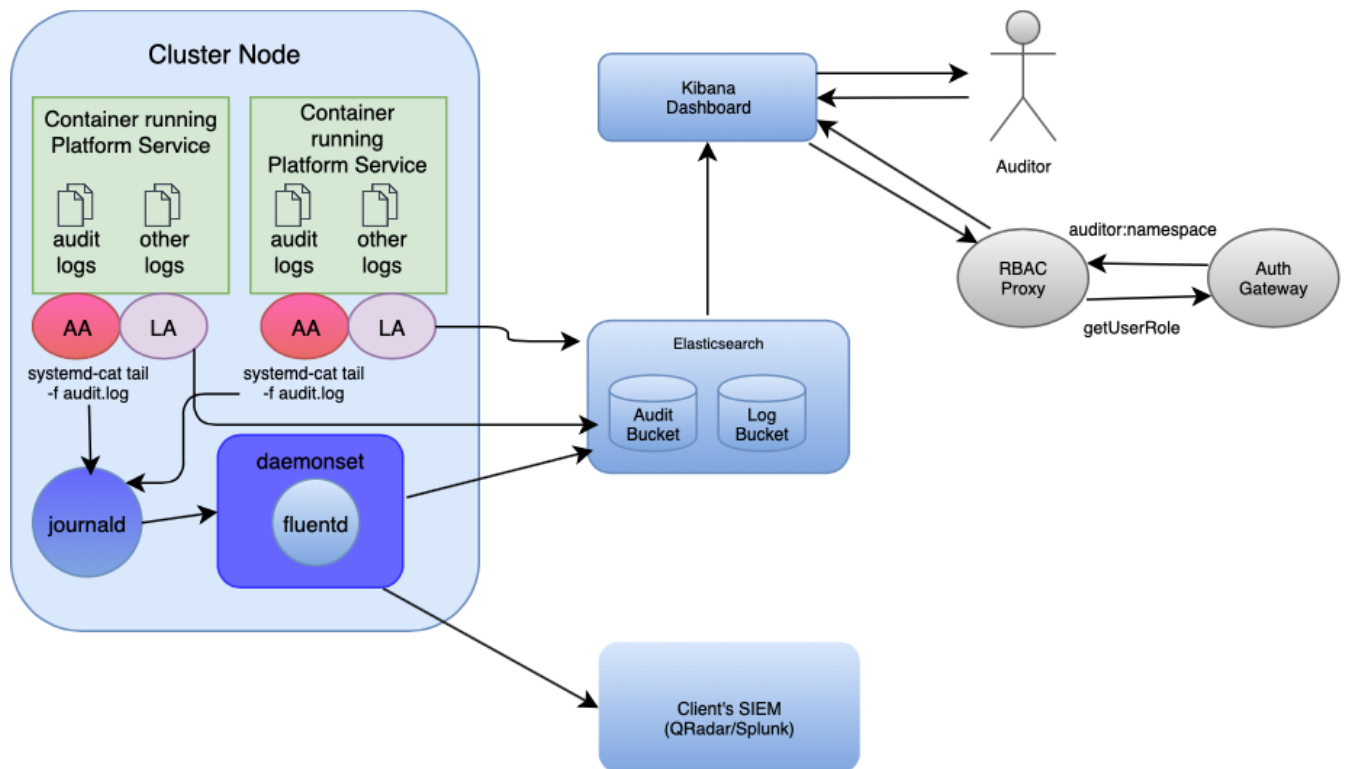 Cluster Node
Container running
Platform Service
audit
logs
other
logs
Container
running
Platform Service
audit
logs
other
logs
AA
LA
AA
LA
systemd-cat tail
-f audit.log
systemd-cat tail
-f audit.log
journald
daemonset
fluentd
Kibana
Dashboard
Auditor
auditor:namespace
RBAC
Proxy
Auth
Gateway
getUserRole
Elasticsearch
Audit
Bucket
Log
Bucket
Client's SIEM
(QRadar/Splunk)